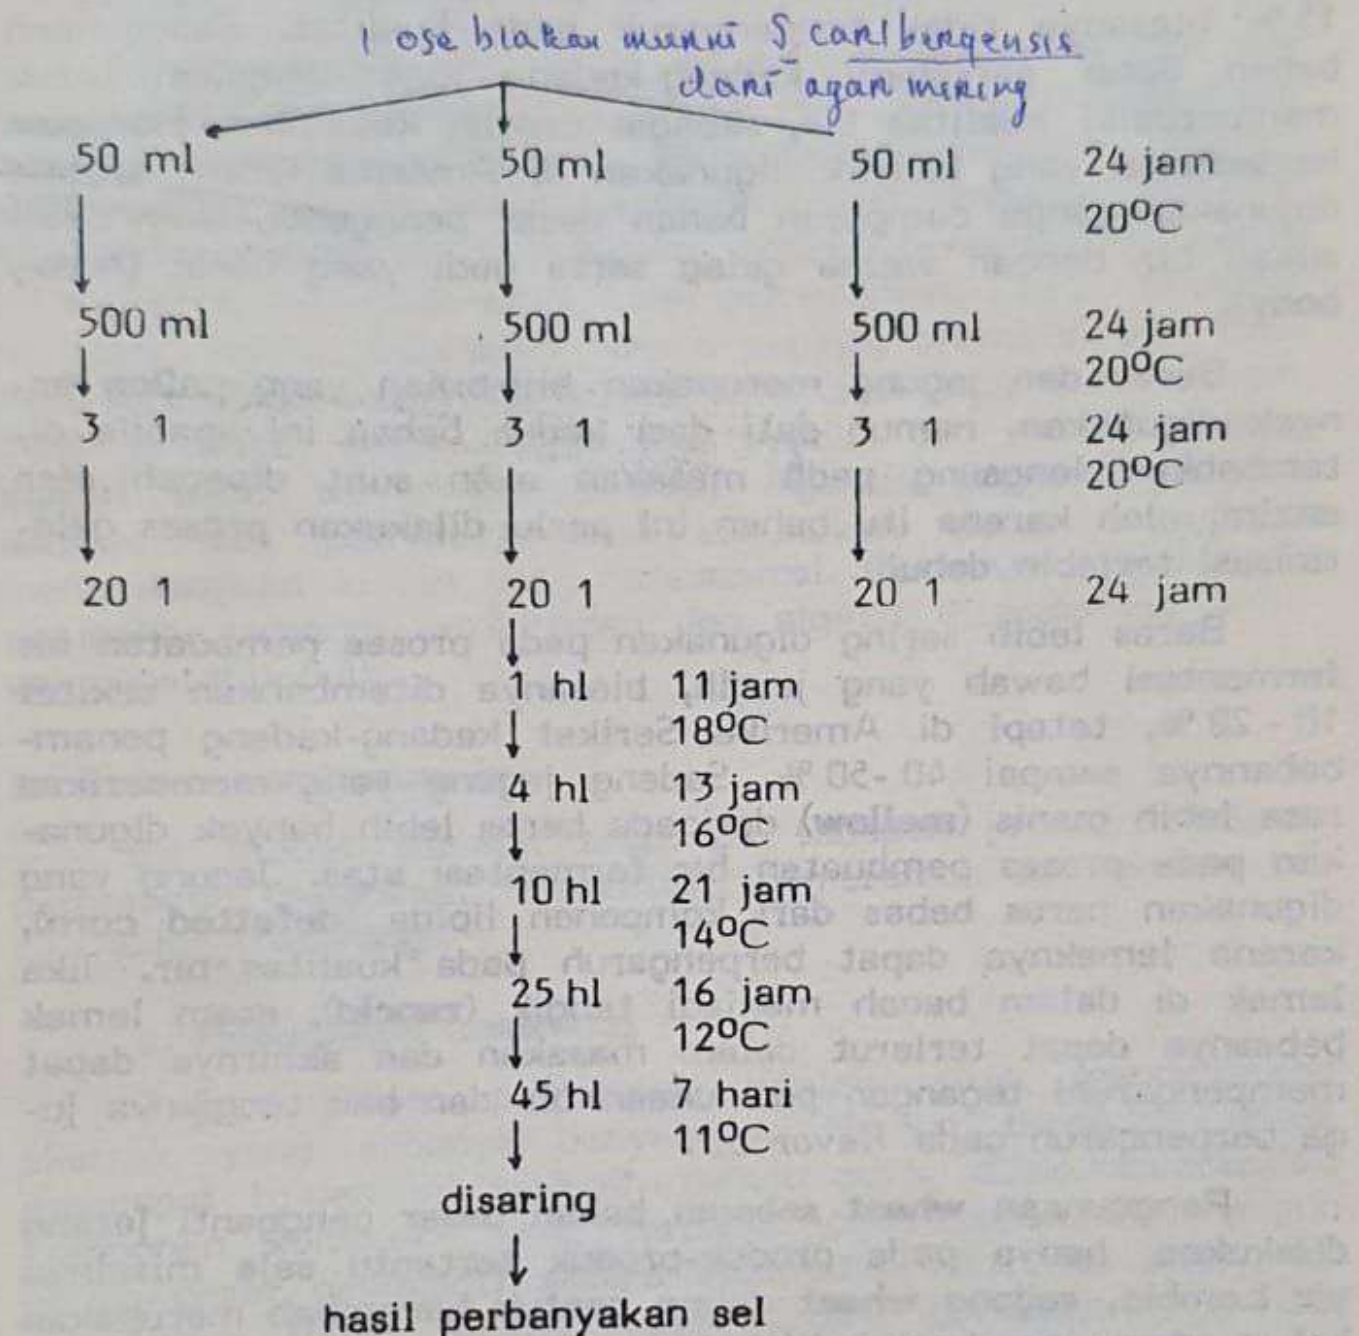 1 ose biakan murni S carlbergensis
dari agar miring
50 ml 50 ml 50 ml 24 jam
20°C
500 ml 500 ml 500 ml 24 jam
20°C
3 1 3 1 3 1 24 jam
20°C
20 1 20 1 20 1 24 jam
1 hl 11 jam
18°C
4 hl 13 jam
16°C
10 hl 21 jam
14°C
25 hl 16 jam
12°C
45 hl 7 hari
11°C
disaring
hasil perbanyakan sel